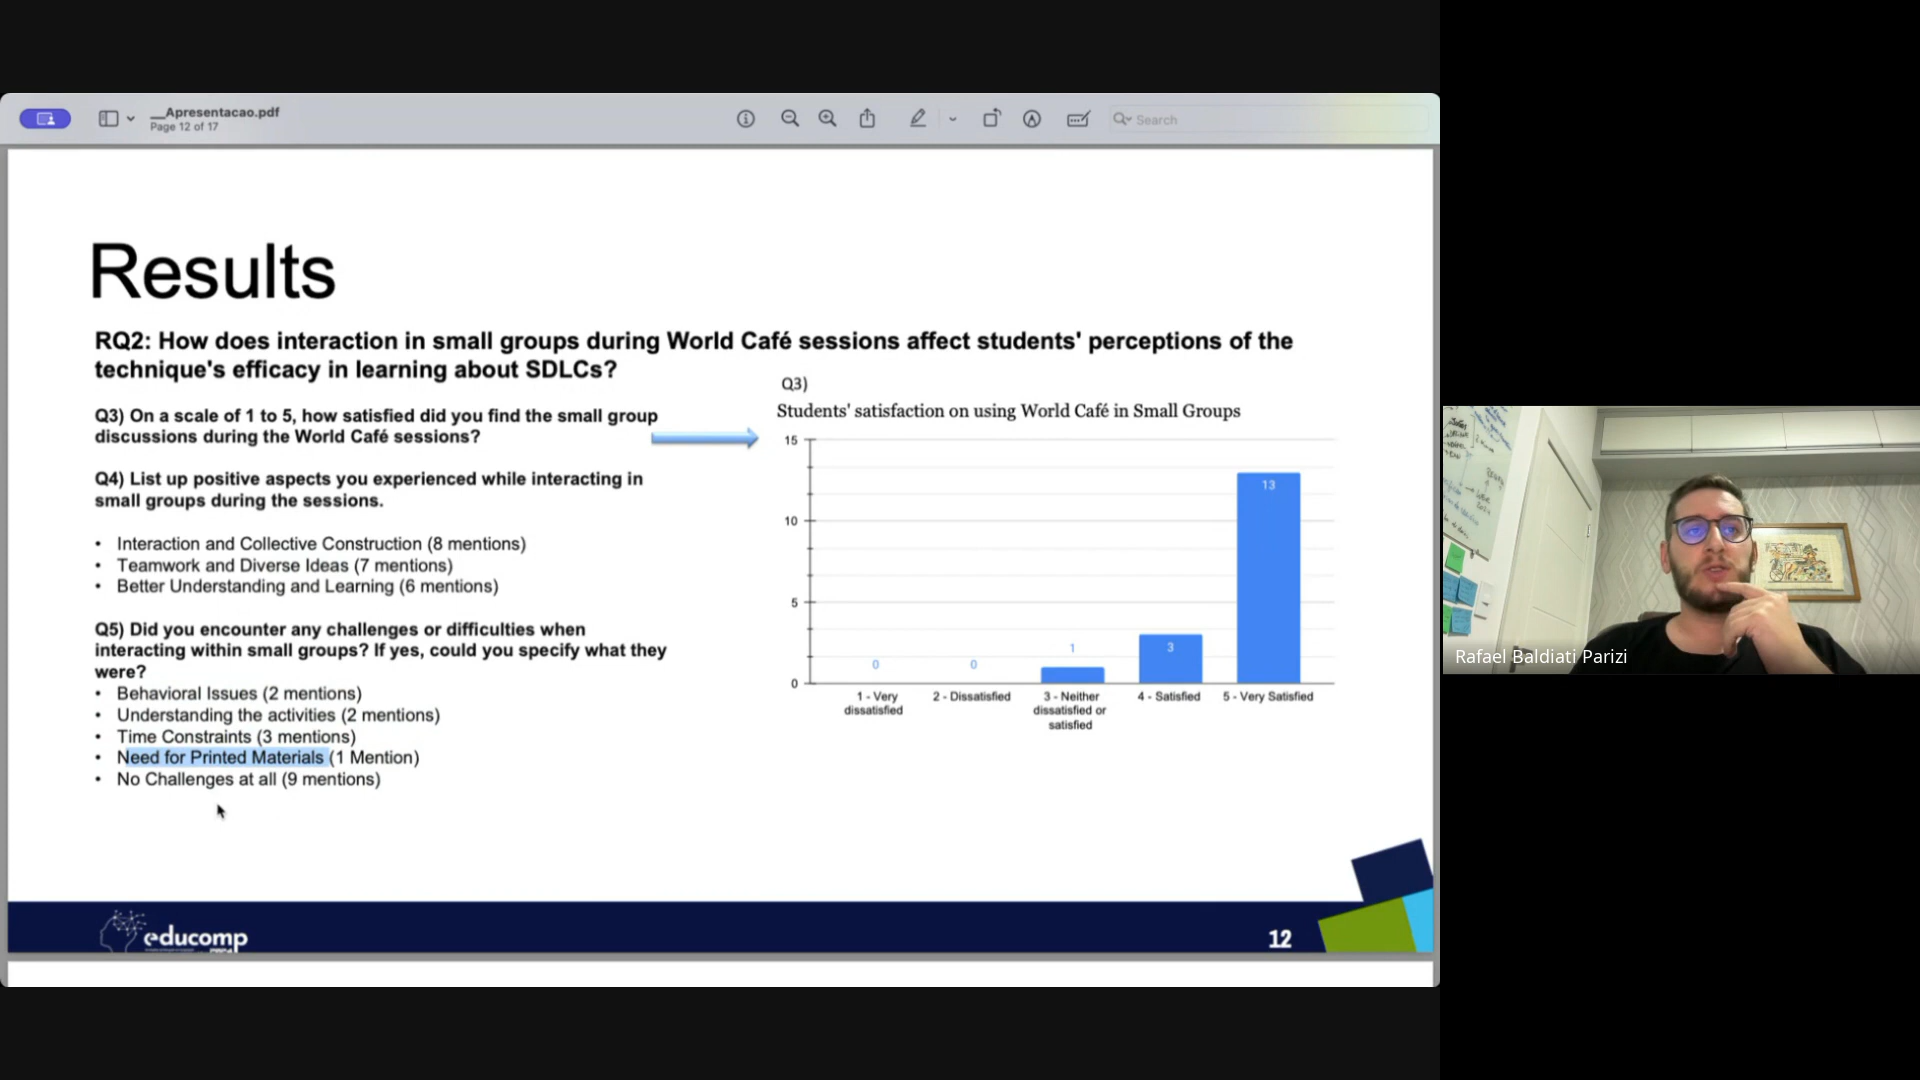 __Apresentacao.pdf
Page 12 of 17
Search
Results
RQ2: How does interaction in small groups during World Café sessions affect students' perceptions of the
technique's efficacy in learning about SDLCs?
Q3) On a scale of 1 to 5, how satisfied did you find the small group
discussions during the World Café sessions?
Q4) List up positive aspects you experienced while interacting in
small groups during the sessions.
• Interaction and Collective Construction (8 mentions)
• Teamwork and Diverse Ideas (7 mentions)
• Better Understanding and Learning (6 mentions)
Q5) Did you encounter any challenges or difficulties when
interacting within small groups? If yes, could you specify what they
were?
• Behavioral Issues (2 mentions)
• Understanding the activities (2 mentions)
• Time Constraints (3 mentions)
• Need for Printed Materials (1 Mention)
• No Challenges at all (9 mentions)
Q3)
Students' satisfaction on using World Café in Small Groups
15
10
5
0
0
0
1
3
13
1 - Very
dissatisfied
2 - Dissatisfied
3 - Neither
dissatisfied or
satisfied
4 - Satisfied
5 - Very Satisfied
educomp
12
Rafael Baldiati Parizi